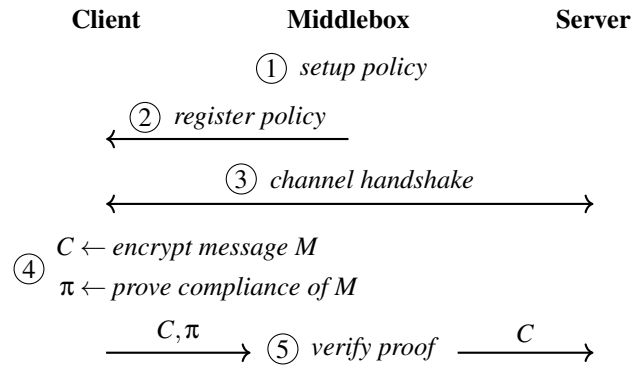 Client Middlebox Server
① setup policy
② register policy
③ channel handshake
④ C ← encrypt message M
π ← prove compliance of M
C, π ⑤ verify proof C